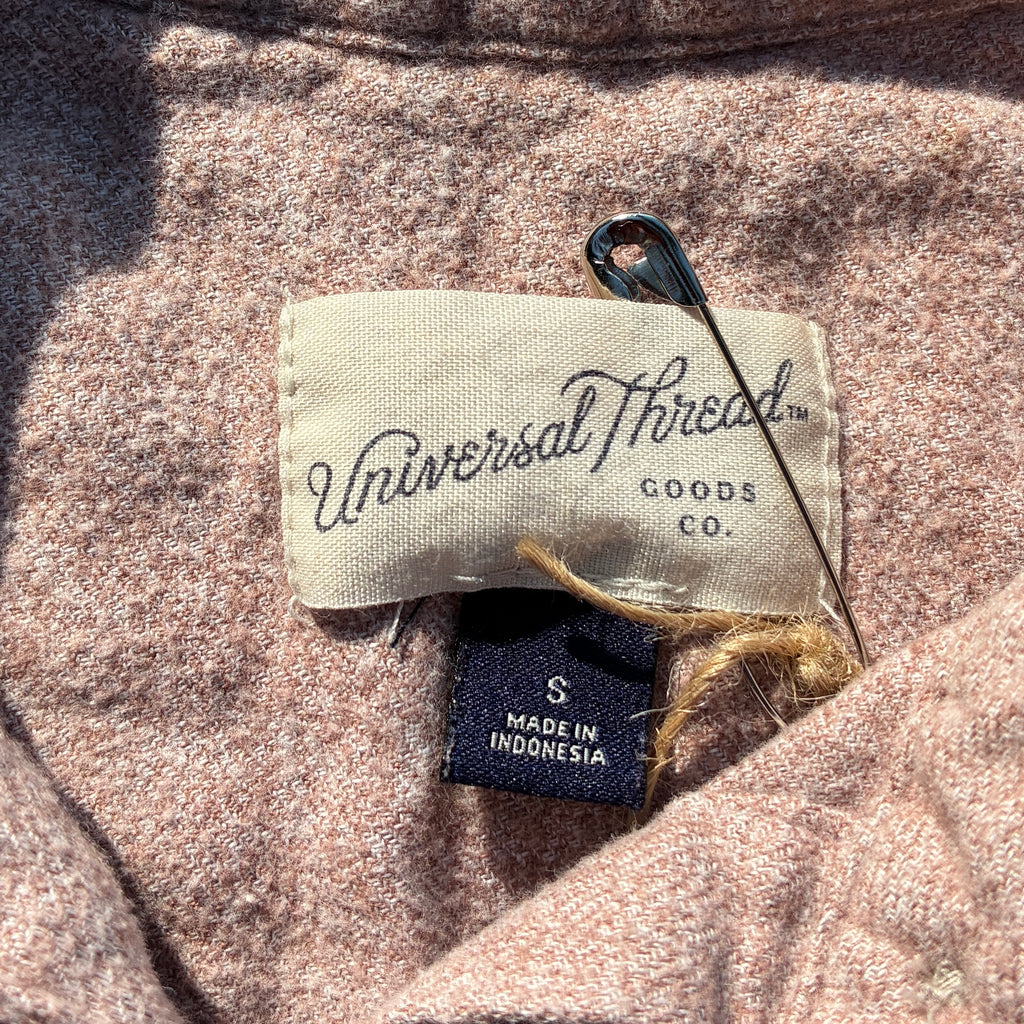 Universal Thread™
GOODS
CO.
S
MADE IN
INDONESIA